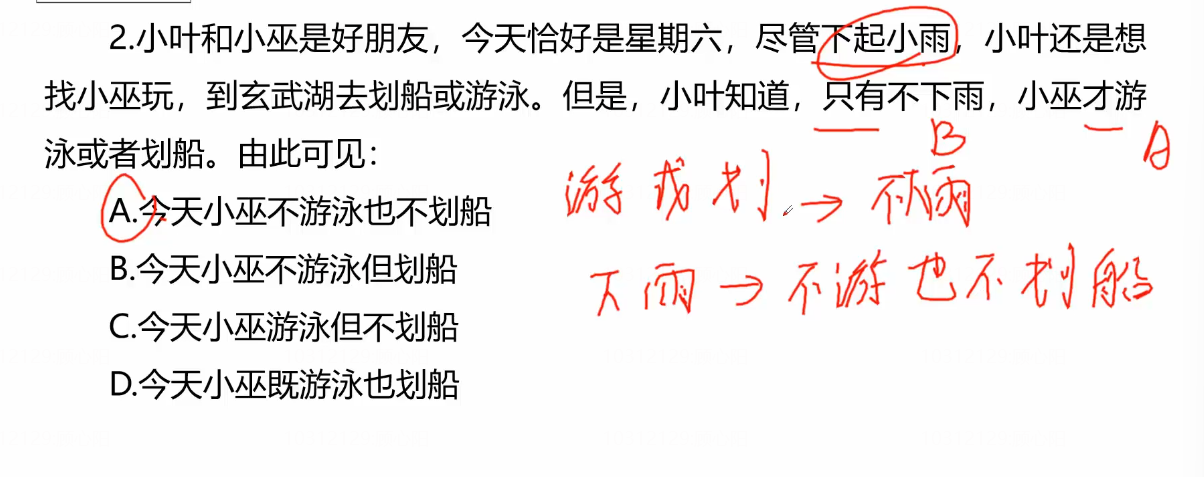 2.小叶和小巫是好朋友，今天恰好是星期六，尽管下起小雨，小叶还是想
找小巫玩，到玄武湖去划船或游泳。但是，小叶知道，只有不下雨，小巫才游
泳或者划船。由此可见：
B
A
游或划→不下雨
A.今天小巫不游泳也不划船
B.今天小巫不游泳但划船
下雨→不游也不划船
C.今天小巫游泳但不划船
D.今天小巫既游泳也划船